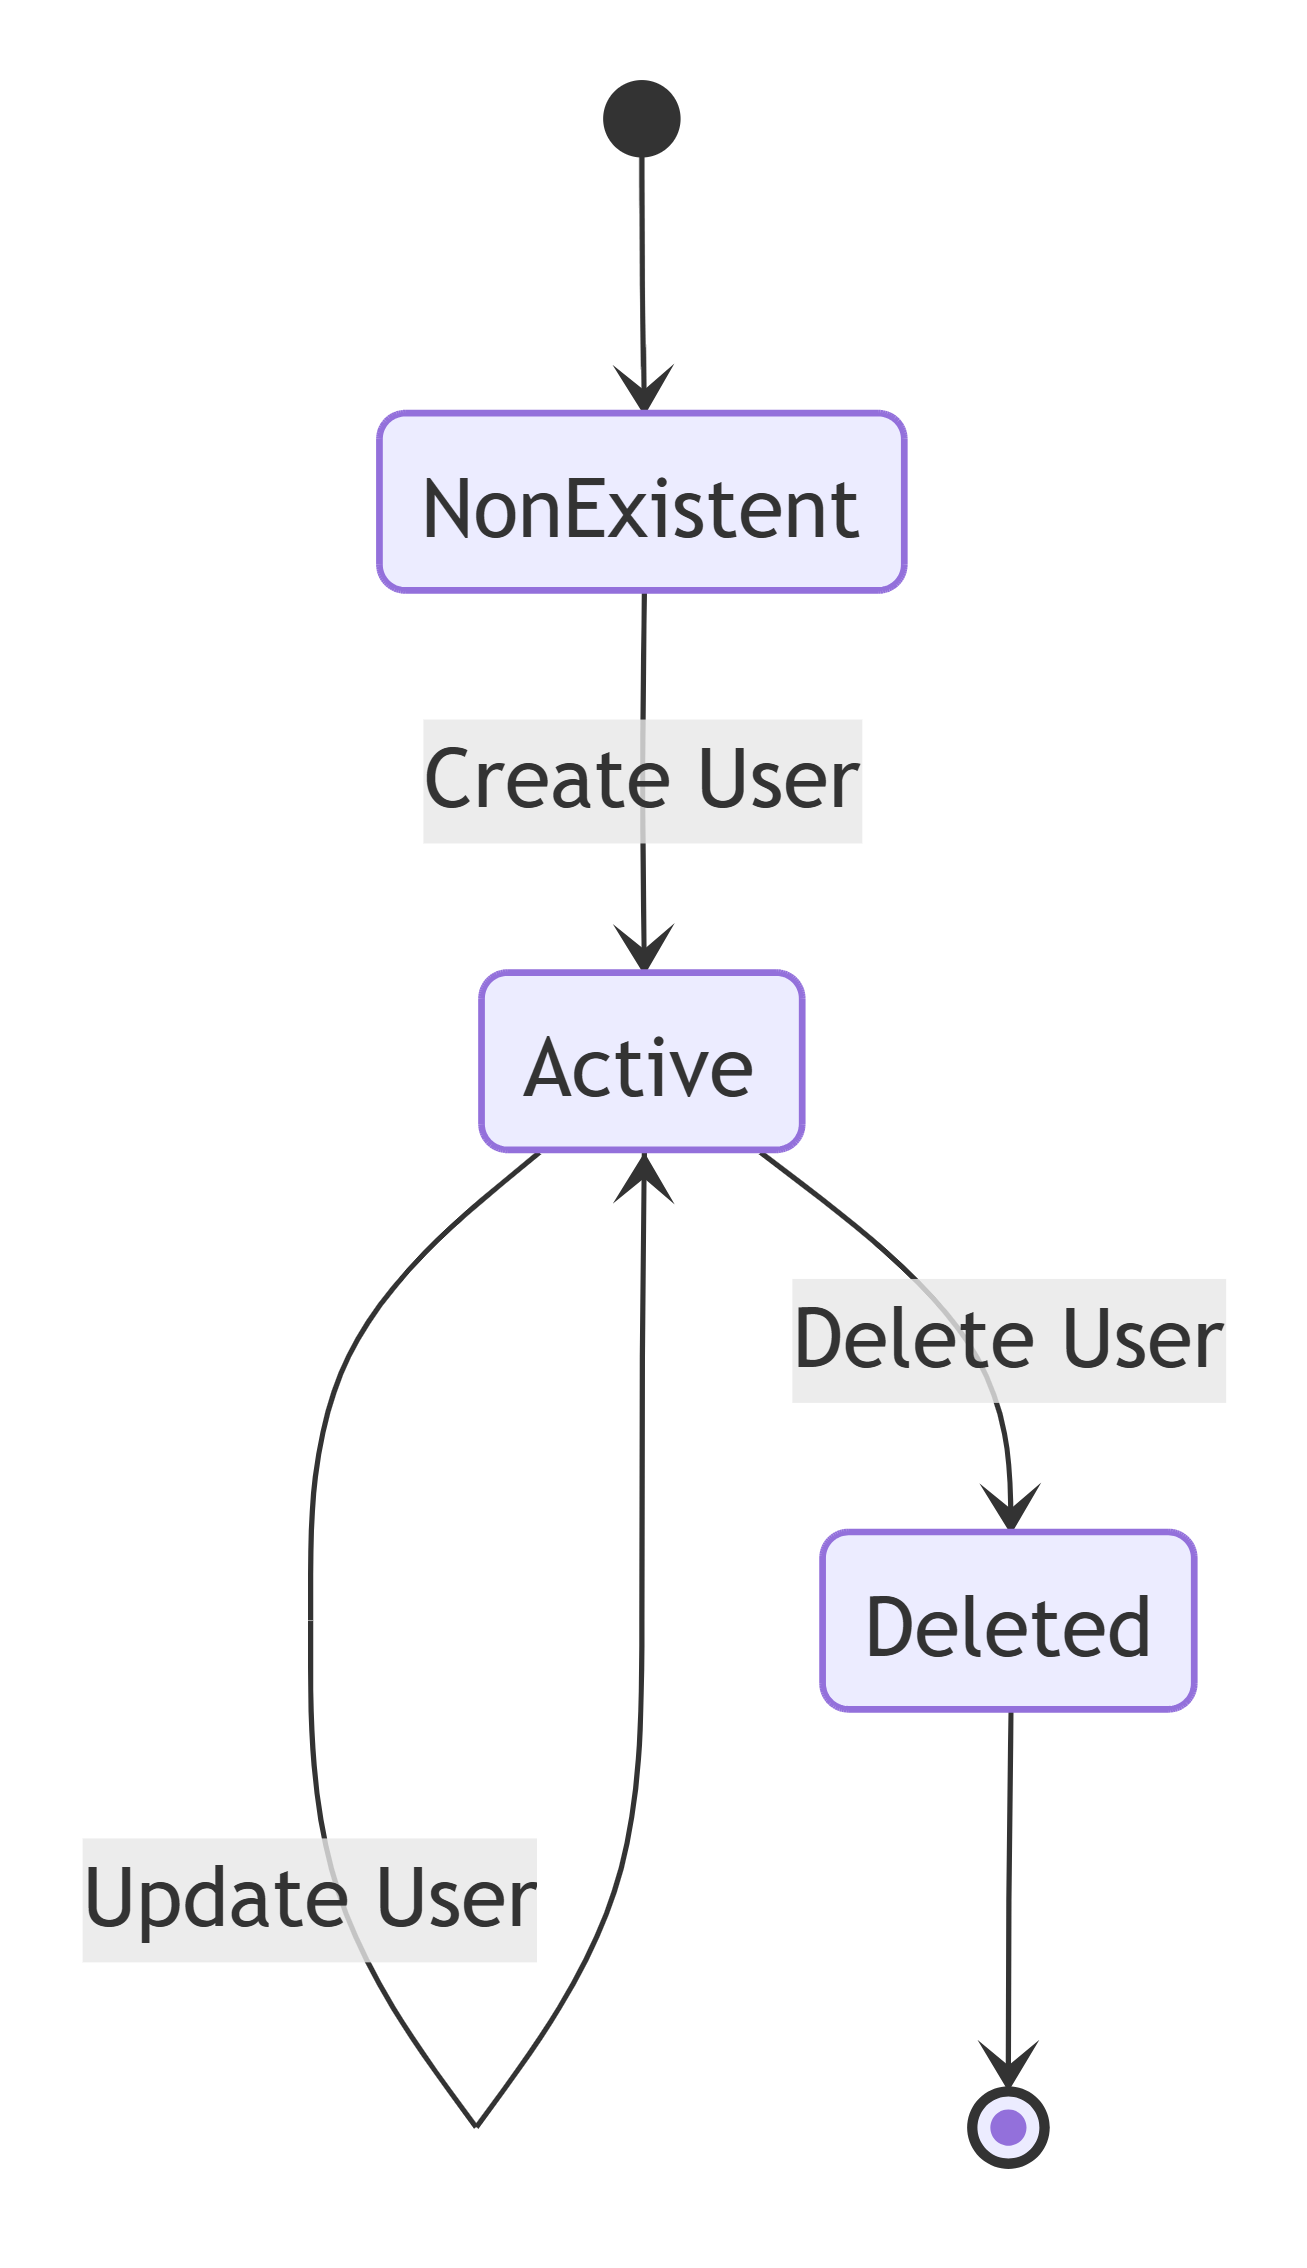 NonExistent
Create User
Active
Delete User
Deleted
Update User